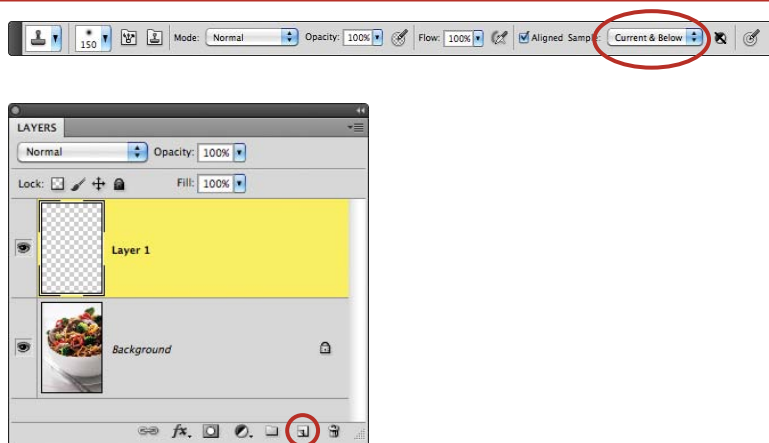 150 Mode: Normal Opacity: 100% Flow: 100% Aligned Sample: Current & Below
LAYERS
Normal Opacity: 100%
Lock: Fill: 100%
Layer 1
Background
fx.